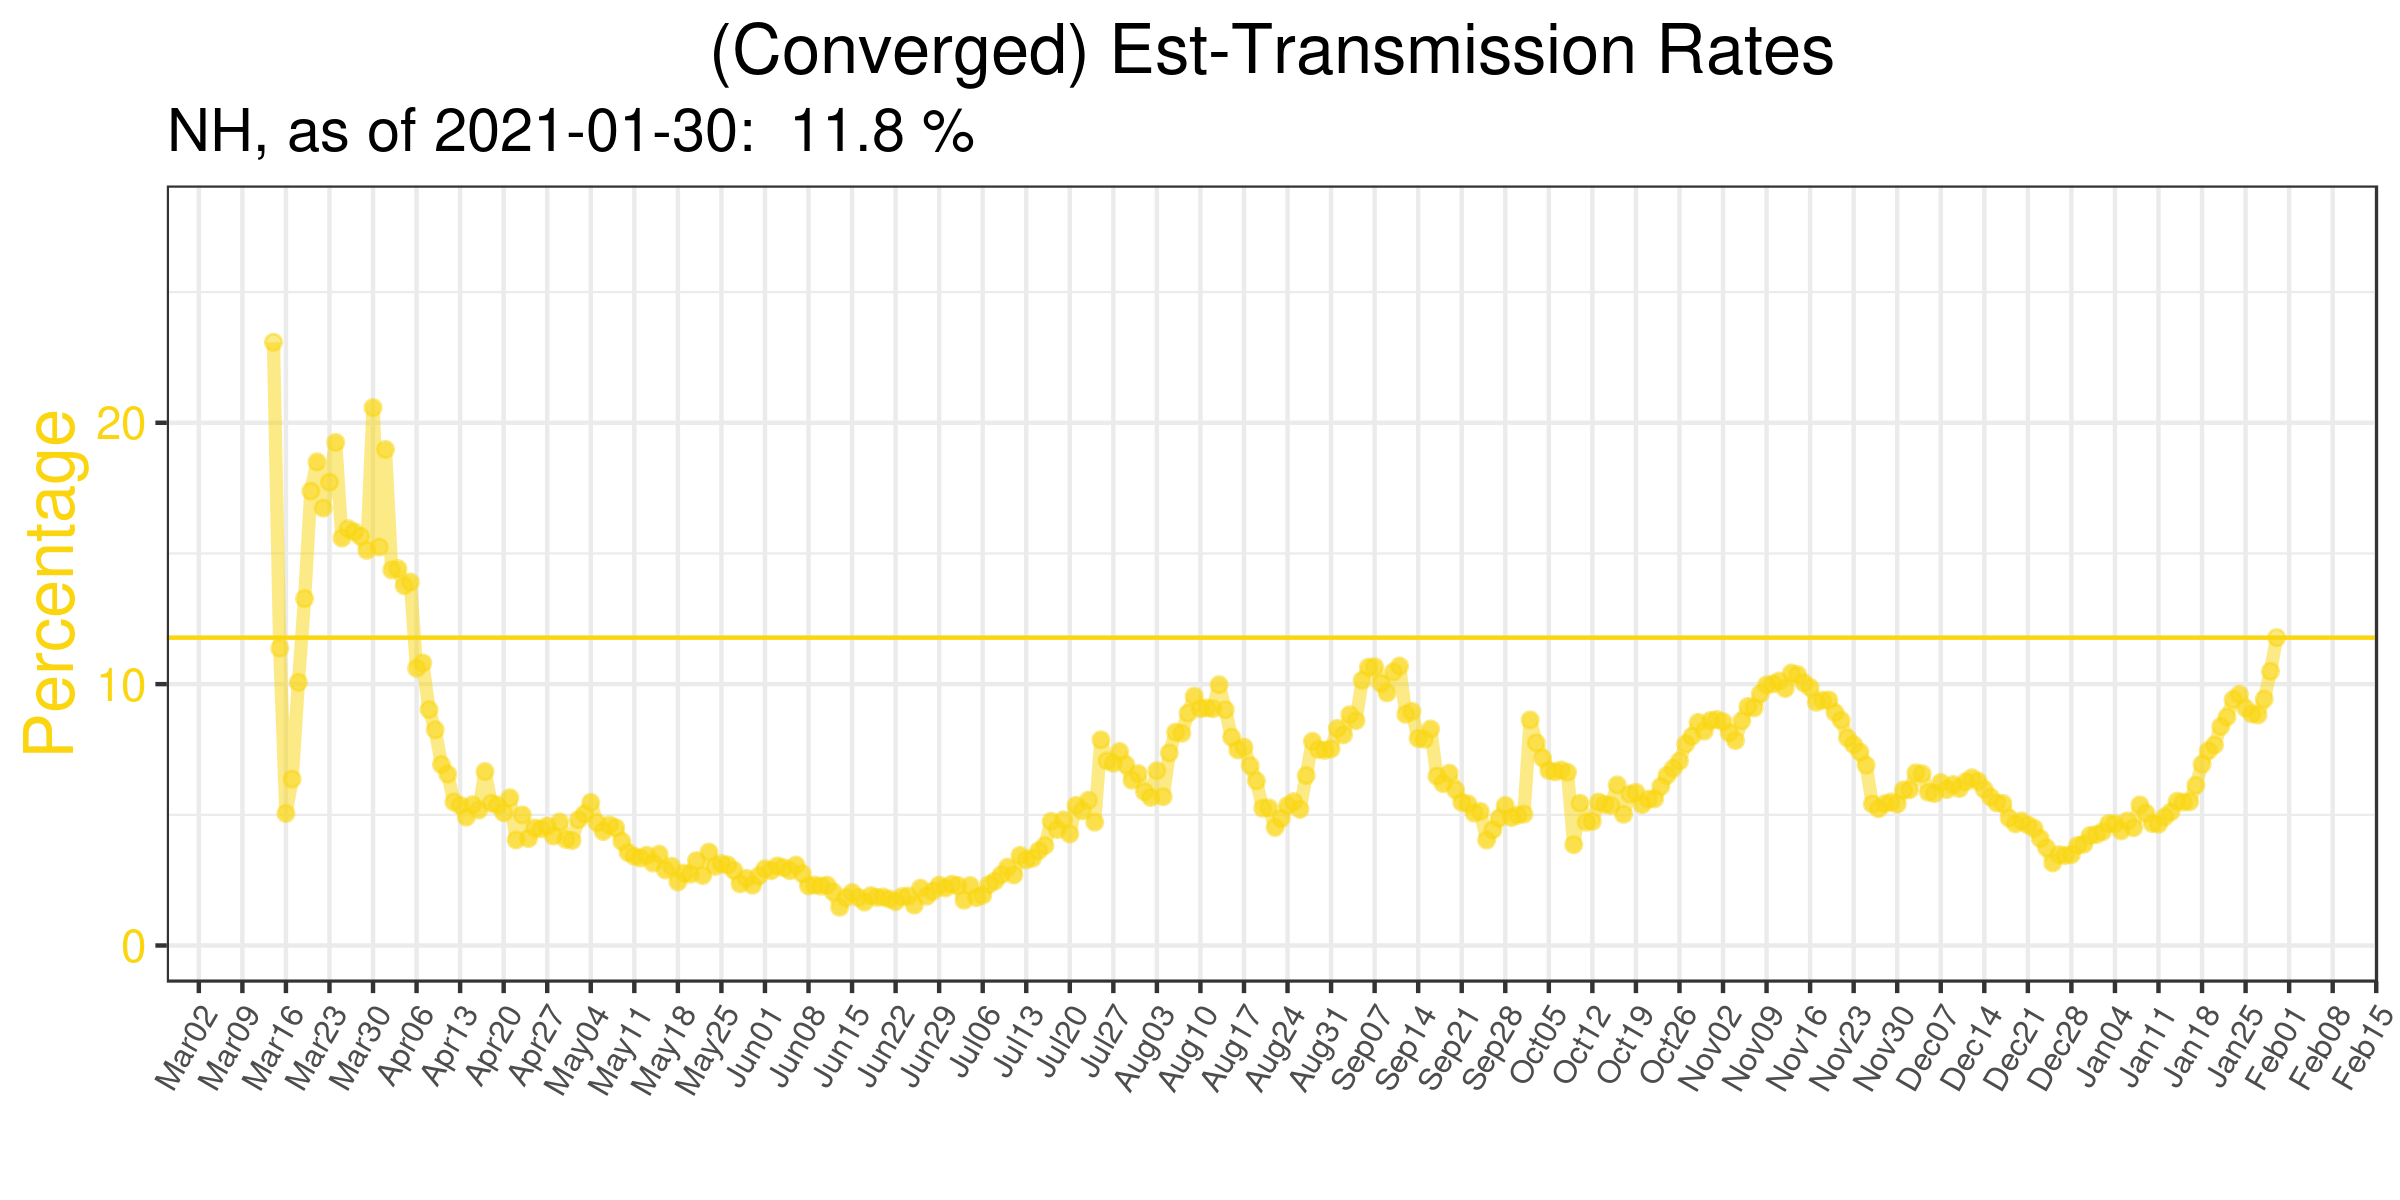 (Converged) Est-Transmission Rates
NH, as of 2021-01-30:  11.8 %
Percentage
20
10
0
Mar02
Mar09
Mar16
Mar23
Mar30
Apr06
Apr13
Apr20
Apr27
May04
May11
May18
May25
Jun01
Jun08
Jun15
Jun22
Jun29
Jul06
Jul13
Jul20
Jul27
Aug03
Aug10
Aug17
Aug24
Aug31
Sep07
Sep14
Sep21
Sep28
Oct05
Oct12
Oct19
Oct26
Nov02
Nov09
Nov16
Nov23
Nov30
Dec07
Dec14
Dec21
Dec28
Jan04
Jan11
Jan18
Jan25
Feb01
Feb08
Feb15